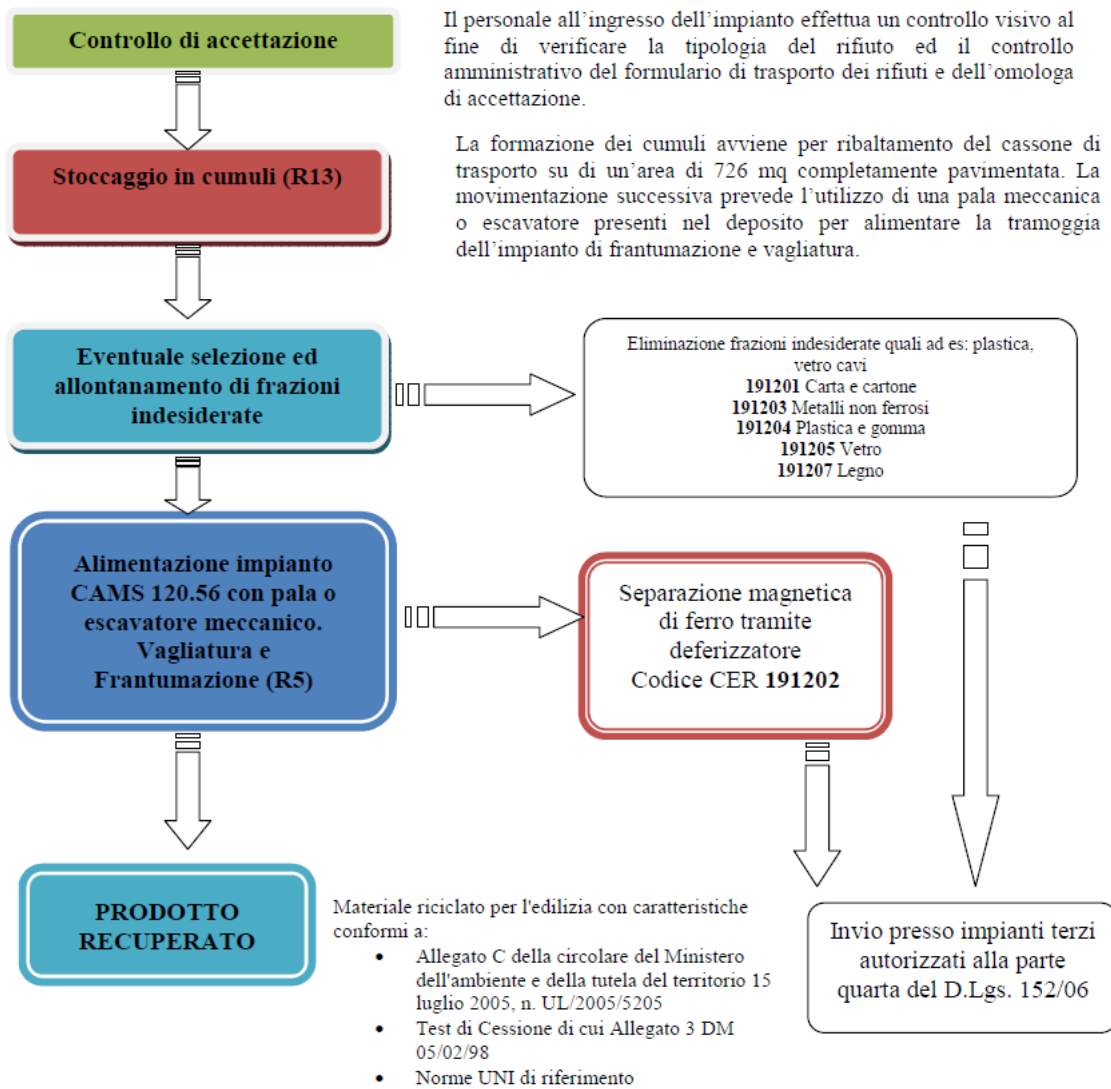 Controllo di accettazione
Il personale all'ingresso dell'impianto effettua un controllo visivo al
fine di verificare la tipologia del rifiuto ed il controllo
amministrativo del formulario di trasporto dei rifiuti e dell'omologa
di accettazione.
Stoccaggio in cumuli (R13)
La formazione dei cumuli avviene per ribaltamento del cassone di
trasporto su di un'area di 726 mq completamente pavimentata. La
movimentazione successiva prevede l'utilizzo di una pala meccanica
o escavatore presenti nel deposito per alimentare la tramoggia
dell'impianto di frantumazione e vagliatura.
Eventuale selezione ed
allontanamento di frazioni
indesiderate
Eliminazione frazioni indesiderate quali ad es: plastica,
vetro cavi
191201 Carta e cartone
191203 Metalli non ferrosi
191204 Plastica e gomma
191205 Vetro
191207 Legno
Alimentazione impianto
CAMS 120.56 con pala o
escavatore meccanico.
Vagliatura e
Frantumazione (R5)
Separazione magnetica
di ferro tramite
deferizzatore
Codice CER 191202
PRODOTTO
RECUPERATO
Materiale riciclato per l'edilizia con caratteristiche
conformi a:
• Allegato C della circolare del Ministero
dell'ambiente e della tutela del territorio 15
luglio 2005, n. UL/2005/5205
• Test di Cessione di cui Allegato 3 DM
05/02/98
• Norme UNI di riferimento
Invio presso impianti terzi
autorizzati alla parte
quarta del D.Lgs. 152/06